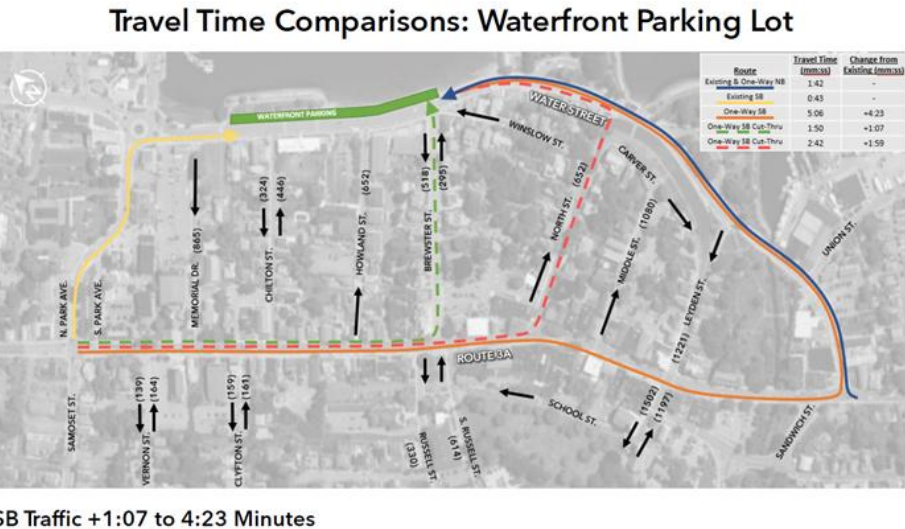 Travel Time Comparisons: Waterfront Parking Lot
Route Travel Time (mm:ss) Change from Existing (mm:ss)
Existing & One-Way NB 1:42 -
Existing SB 0:43 -
One-Way SB 5:06 +4:23
One-Way SB Cut-Thru 1:50 +1:07
One-Way SB Cut-Thru 2:42 +1:59
WATERFRONT PARKING
WATER STREET
WINSLOW ST.
CARVER ST.
UNION ST.
N. PARK AVE.
S. PARK AVE.
MEMORIAL DR. (865)
CHILTON ST. (324) (446)
HOWLAND ST. (652)
BREWSTER ST. (518) (295)
NORTH ST. (652)
MIDDLE ST. (1080)
LEYDEN ST. (1221)
ROUTE 3A
SAMOSET ST.
VERNON ST. (139) (164)
CLYFTON ST. (159) (161)
RUSSELL ST. (330)
S. RUSSELL ST. (614)
SCHOOL ST.
(1502) (1197)
SANDWICH ST.
SB Traffic +1:07 to 4:23 Minutes